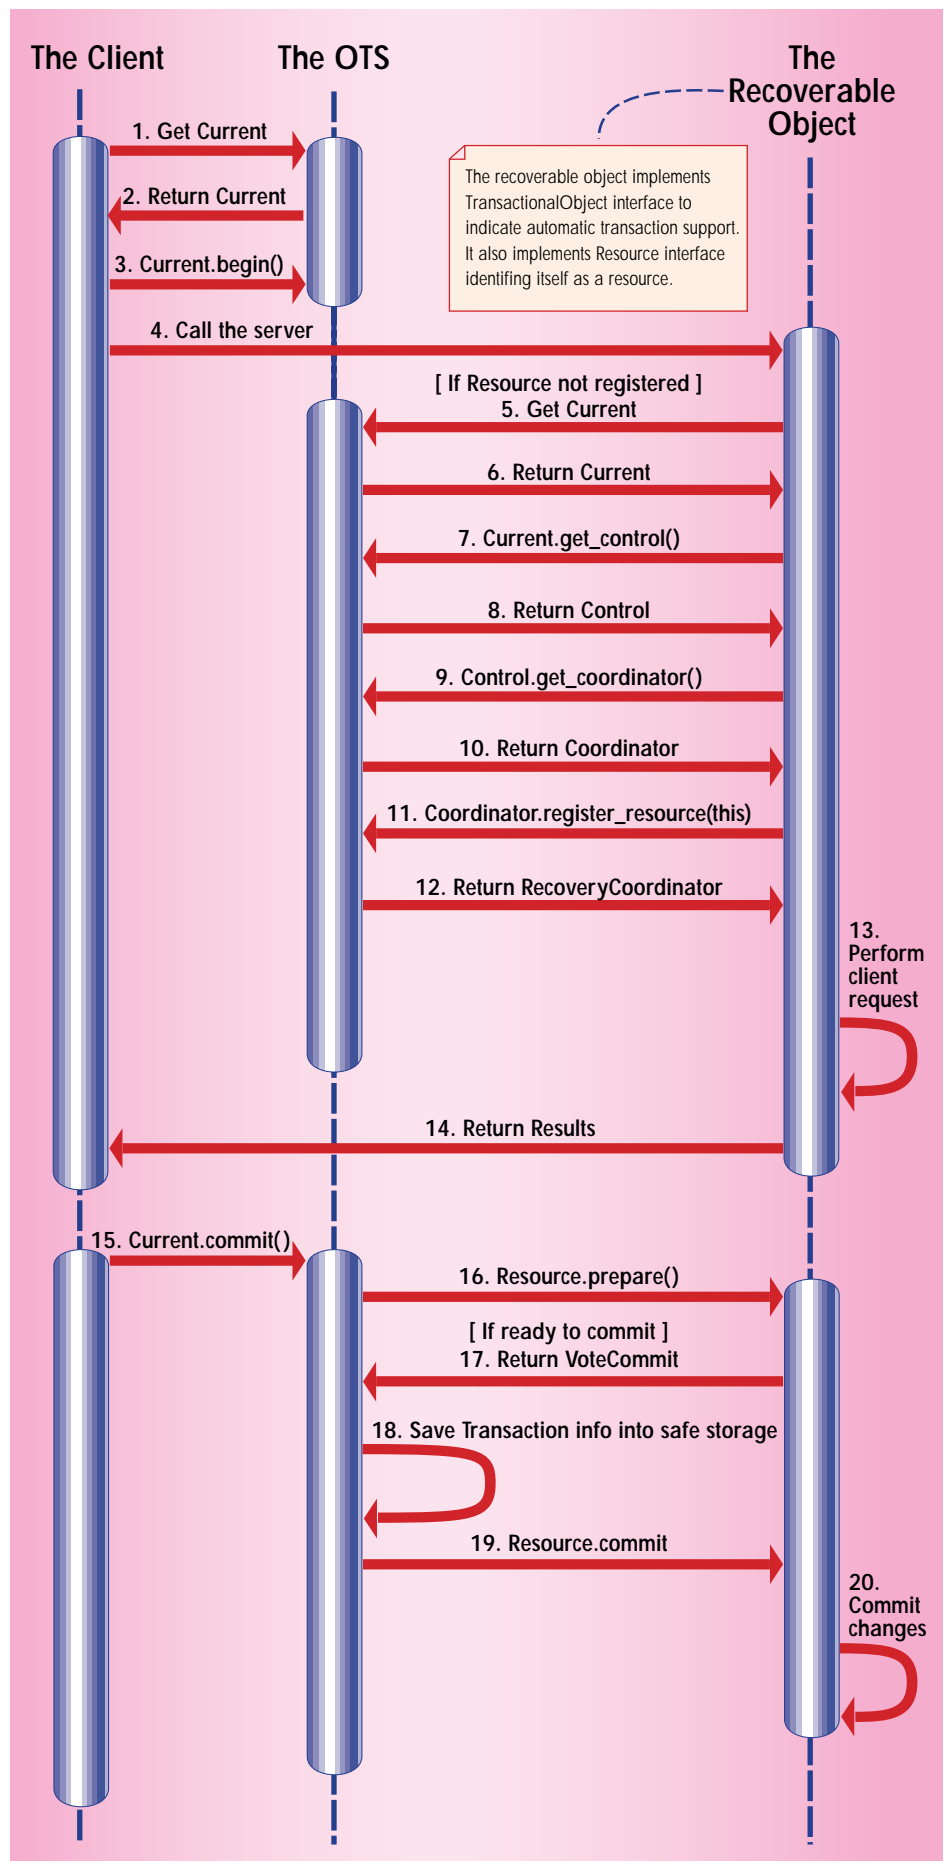 The Client
The OTS
The
Recoverable
Object
1. Get Current
2. Return Current
3. Current.begin()
The recoverable object implements
TransactionalObject interface to
indicate automatic transaction support.
It also implements Resource interface
identifing itself as a resource.
4. Call the server
[ If Resource not registered ]
5. Get Current
6. Return Current
7. Current.get_control()
8. Return Control
9. Control.get_coordinator()
10. Return Coordinator
11. Coordinator.register_resource(this)
12. Return RecoveryCoordinator
13.
Perform
client
request
14. Return Results
15. Current.commit()
16. Resource.prepare()
[ If ready to commit ]
17. Return VoteCommit
18. Save Transaction info into safe storage
19. Resource.commit
20.
Commit
changes